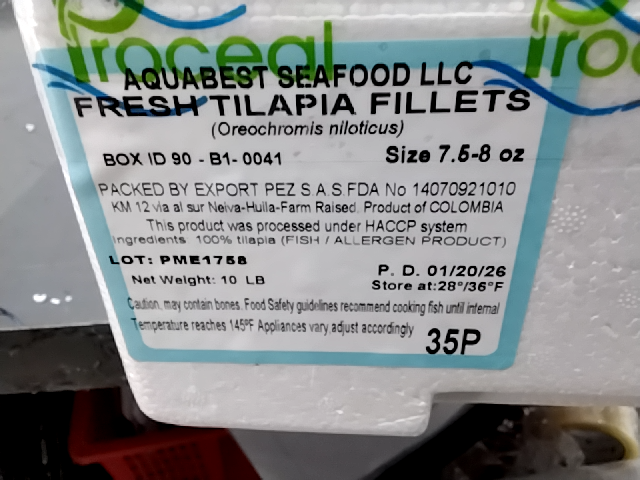 Proceal
Proc
AQUABEST SEAFOOD LLC
FRESH TILAPIA FILLETS
(Oreochromis niloticus)
BOX ID 90 - B1- 0041 Size 7.5-8 oz
PACKED BY EXPORT PEZ S.A.S.FDA No 14070921010
KM 12 via al sur Neiva-Huila-Farm Raised. Product of COLOMBIA
This product was processed under HACCP system
Ingredients: 100% tilapia (FISH / ALLERGEN PRODUCT)
LOT: PME1758
P. D. 01/20/26
Net Weight: 10 LB
Store at:28°/36°F
Caution, may contain bones. Food Safety guidelines recommend cooking fish until internal
Temperature reaches 145ºF Appliances vary,adjust accordingly
35P